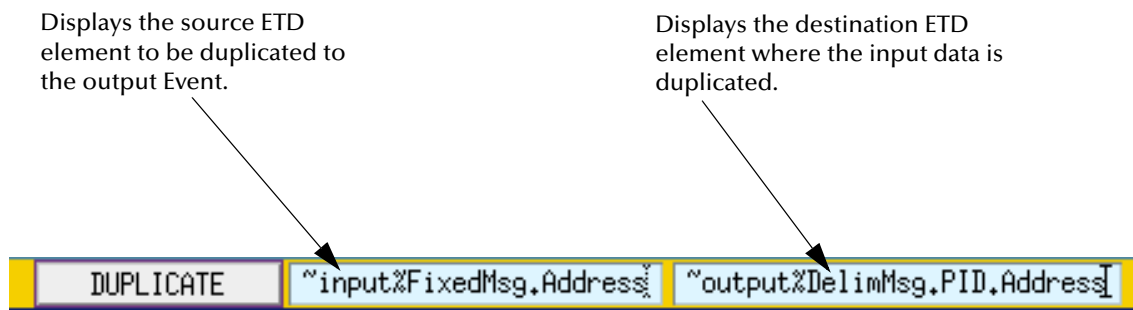 Displays the source ETD
element to be duplicated to
the output Event.
Displays the destination ETD
element where the input data is
duplicated.
DUPLICATE
~input%FixedMsg.Address
~output%DelimMsg.PID.Address